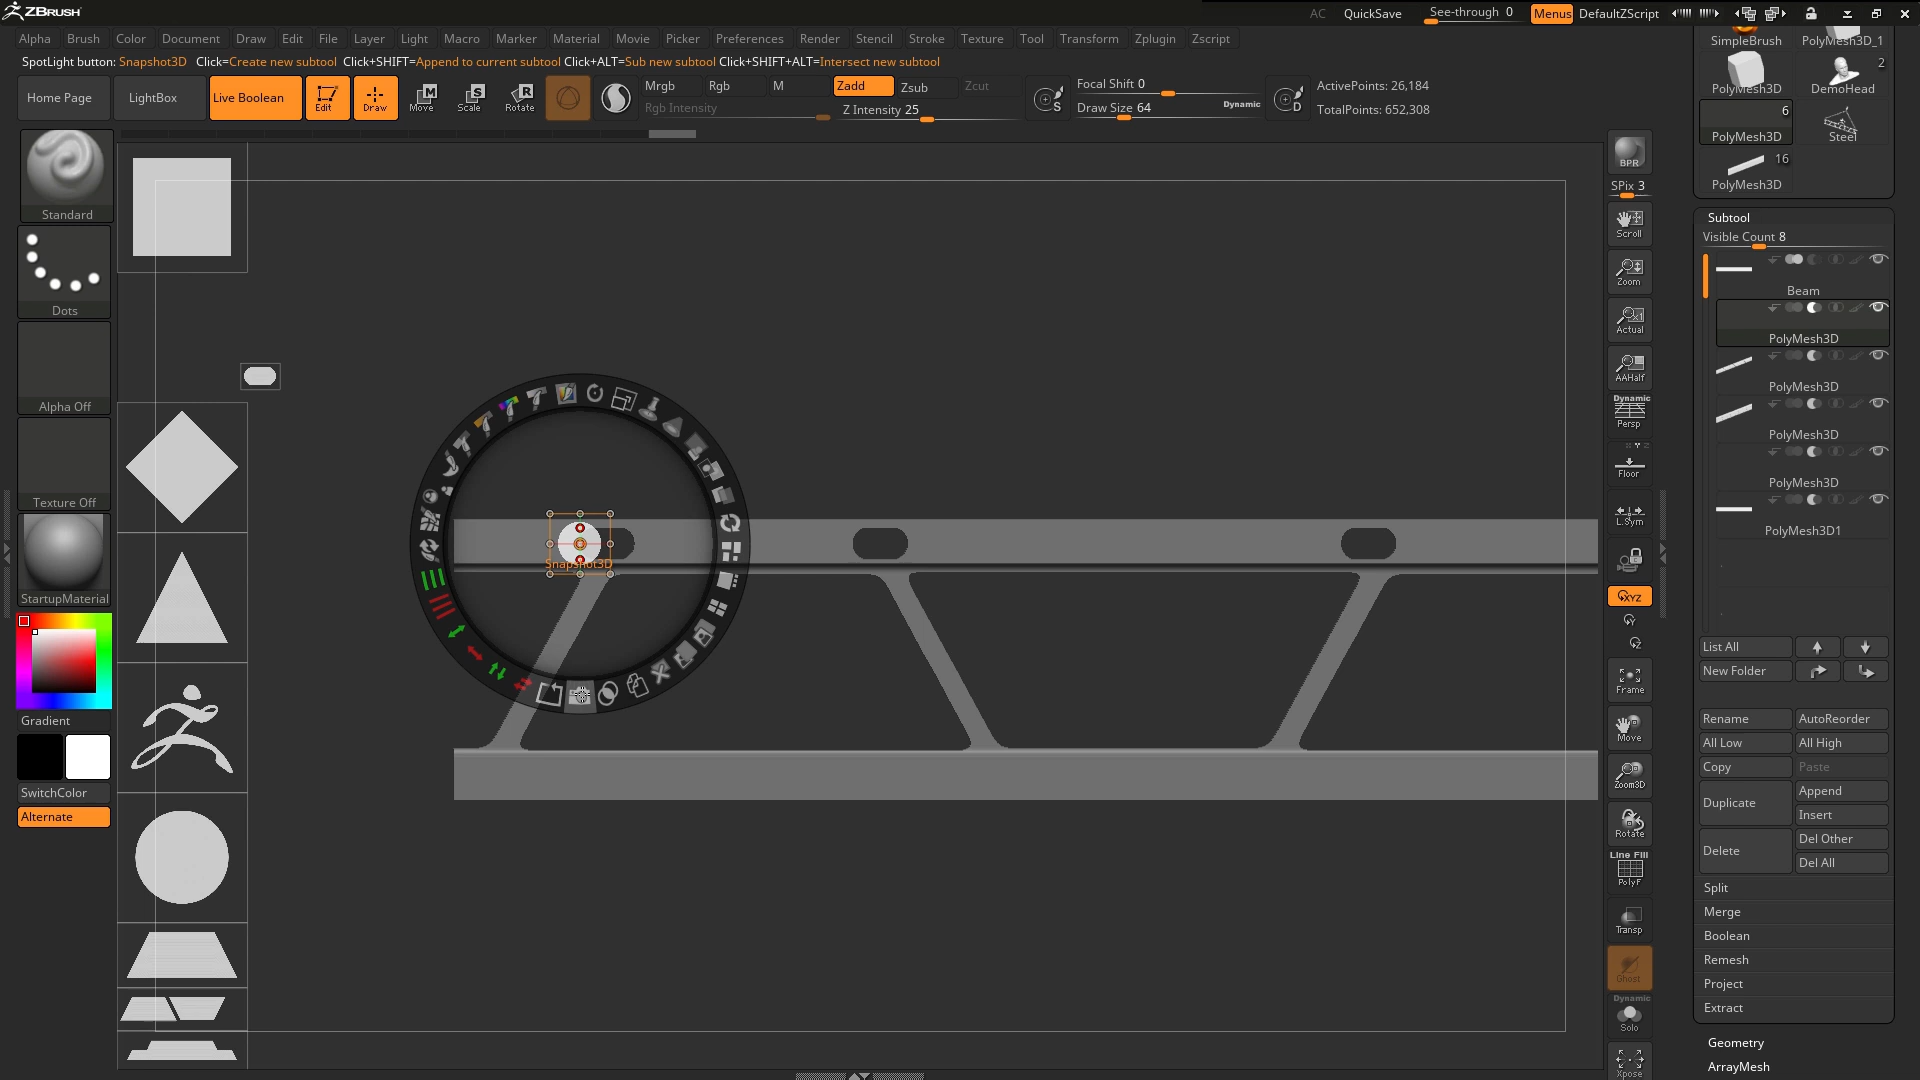 ZBRUSH
AC QuickSave See-through 0 Menus DefaultZScript
Alpha Brush Color Document Draw Edit File Layer Light Macro Marker Material Movie Picker Preferences Render Stencil Stroke Texture Tool Transform Zplugin Zscript
SpotLight button: Snapshot3D Click=Create new subtool Click+SHIFT=Append to current subtool Click+ALT=Sub new subtool Click+SHIFT+ALT=Intersect new subtool
Home Page LightBox Live Boolean Edit Draw Move Scale Rotate
Mrgb Rgb M Zadd Zsub Zcut
Rgb Intensity Z Intensity 25
Focal Shift 0
Draw Size 64 Dynamic
ActivePoints: 26,184
TotalPoints: 652,308
Standard
Dots
Alpha Off
Texture Off
StartupMaterial
Gradient
SwitchColor
Alternate
Snapshot3D
BPR
SPix 3
Scroll
Zoom
Actual
AAHalf
Dynamic
Persp
Floor
L.Sym
XYZ
Y
Z
Frame
Move
Zoom3D
Rotate
Line Fill
PolyF
Transp
Ghost
Dynamic
Solo
Xpose
SimpleBrush PolyMesh3D_1
2
PolyMesh3D DemoHead
6
PolyMesh3D Steel
16
PolyMesh3D
Subtool
Visible Count 8
Beam
PolyMesh3D
PolyMesh3D
PolyMesh3D
PolyMesh3D
PolyMesh3D1
List All
New Folder
Rename AutoReorder
All Low All High
Copy Paste
Duplicate Append
Insert
Delete Del Other
Del All
Split
Merge
Boolean
Remesh
Project
Extract
Geometry
ArrayMesh